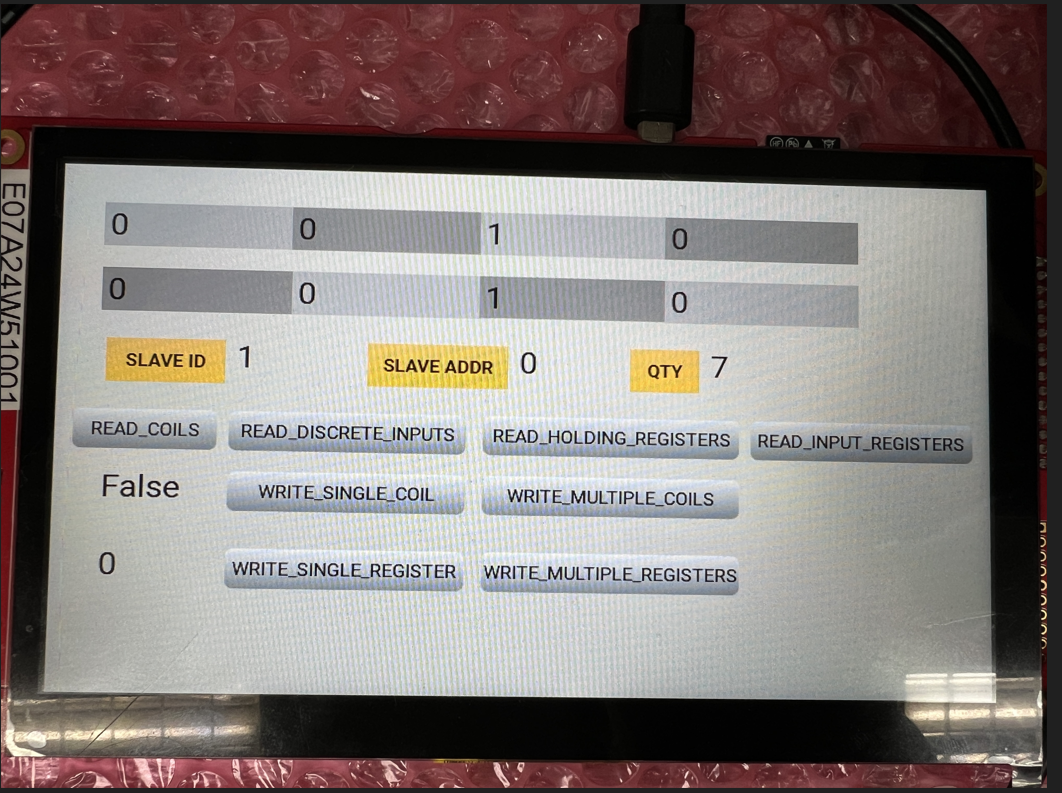 0 0 1 0
0 0 1 0
SLAVE ID 1 SLAVE ADDR 0 QTY 7
READ_COILS READ_DISCRETE_INPUTS READ_HOLDING_REGISTERS READ_INPUT_REGISTERS
False WRITE_SINGLE_COIL WRITE_MULTIPLE_COILS
0 WRITE_SINGLE_REGISTER WRITE_MULTIPLE_REGISTERS
E07A24W51001